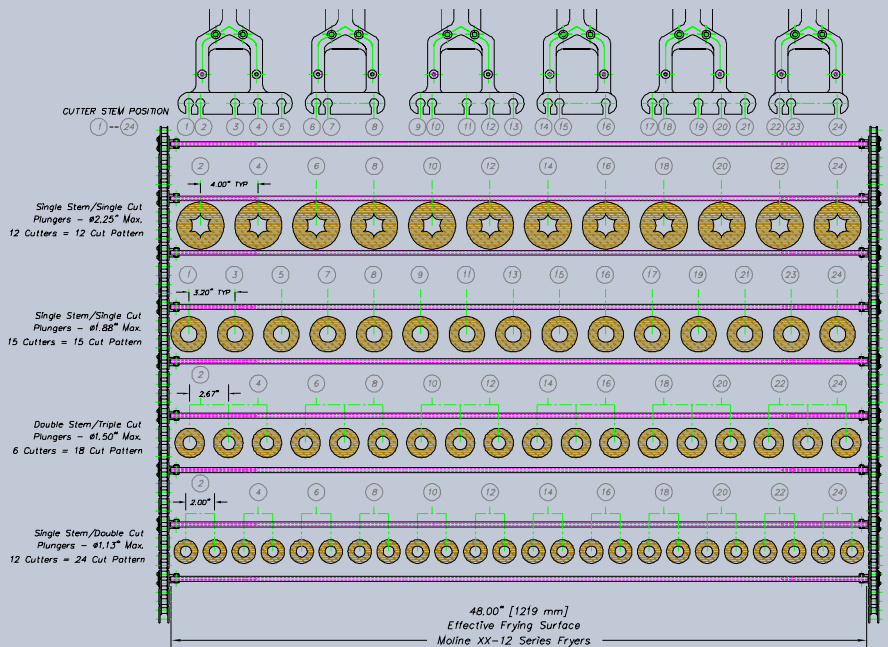 CUTTER STEM POSITION
1 -- 24
1 2 3 4 5 6 7 8 9 10 11 12 13 14 15 16 17 18 19 20 21 22 23 24
2 4 6 8 10 12 14 16 18 20 22 24
4.00" TYP
Single Stem/Single Cut
Plungers - ø2.25" Max.
12 Cutters = 12 Cut Pattern
1 3 5 7 9 11 13 15 17 19 21 23 24
3.20" TYP
Single Stem/Single Cut
Plungers - ø1.88" Max.
15 Cutters = 15 Cut Pattern
2 4 6 8 10 12 14 16 18 20 22 24
2.67"
Double Stem/Triple Cut
Plungers - ø1.50" Max.
6 Cutters = 18 Cut Pattern
2 4 6 8 10 12 14 16 18 20 22 24
2.00"
Single Stem/Double Cut
Plungers - ø1.13" Max.
12 Cutters = 24 Cut Pattern
48.00" [1219 mm]
Effective Frying Surface
Moline XX-12 Series Fryers